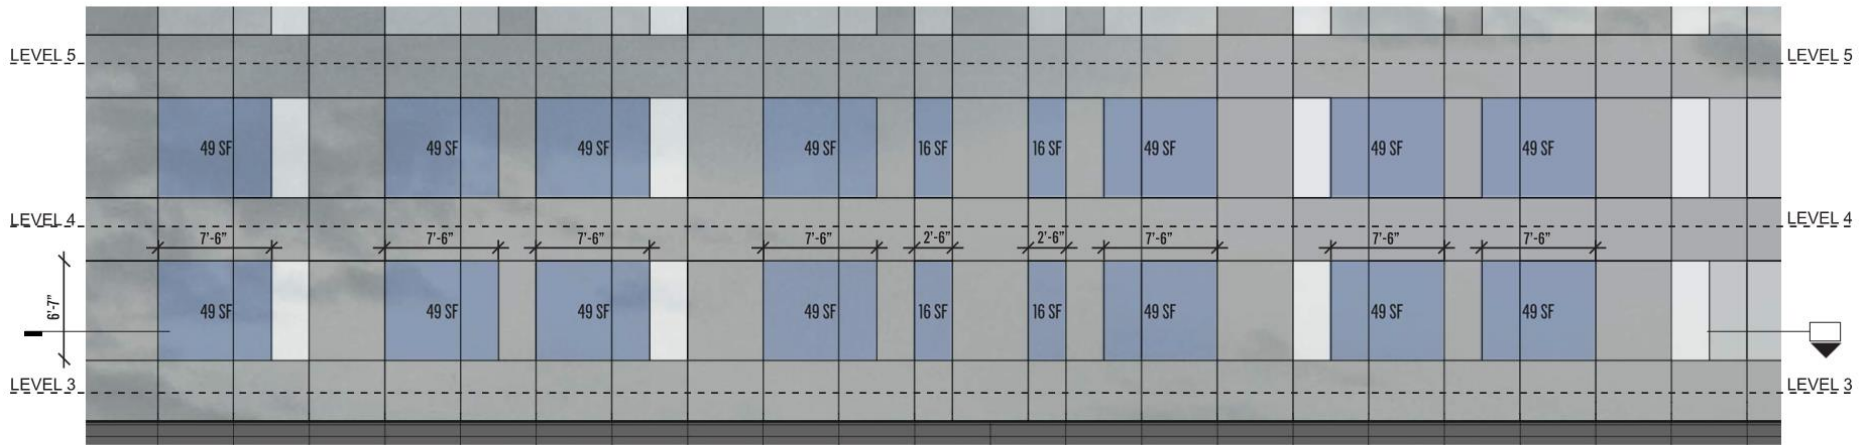 LEVEL 5 LEVEL 5
49 SF 49 SF 49 SF 49 SF 16 SF 16 SF 49 SF 49 SF 49 SF
LEVEL 4 LEVEL 4
7'-6" 7'-6" 7'-6" 7'-6" 2'-6" 2'-6" 7'-6" 7'-6" 7'-6"
6'-7"
49 SF 49 SF 49 SF 49 SF 16 SF 16 SF 49 SF 49 SF 49 SF
LEVEL 3 LEVEL 3